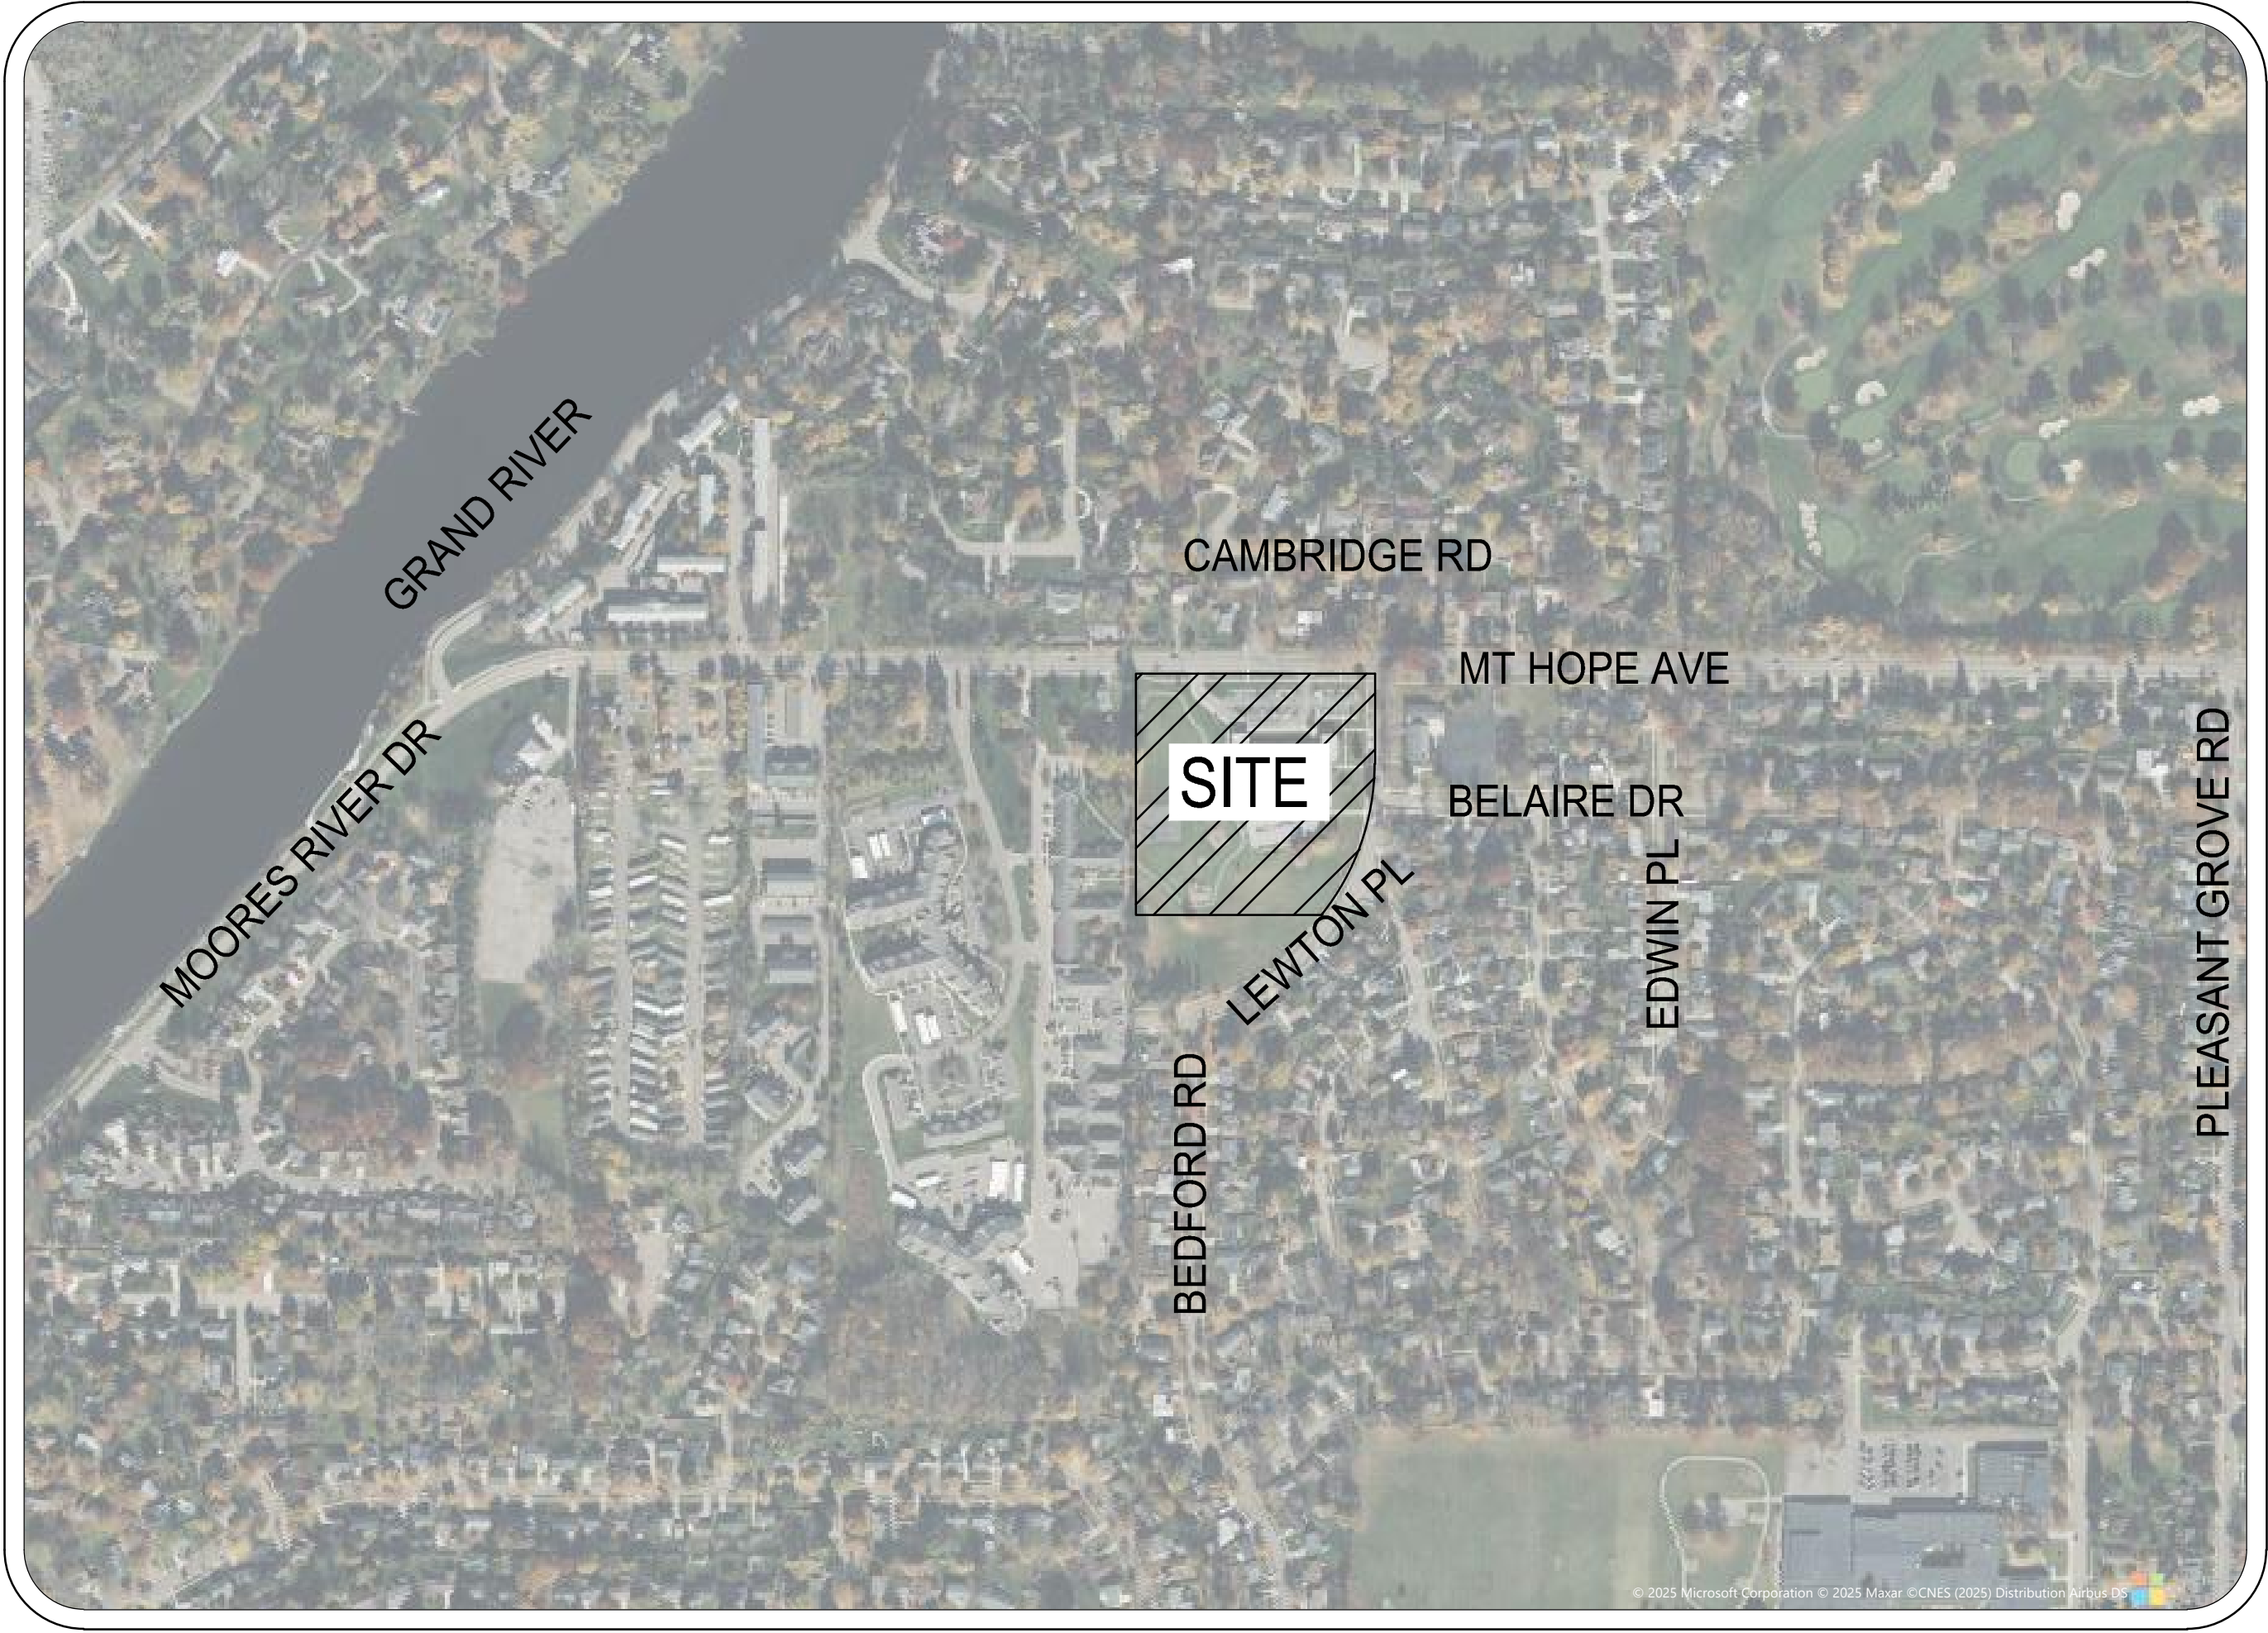 GRAND RIVER
CAMBRIDGE RD
MT HOPE AVE
MOORES RIVER DR
SITE
BELAIRE DR
LEWTON PL
EDWIN PL
PLEASANT GROVE RD
BEDFORD RD
© 2025 Microsoft Corporation © 2025 Maxar ©CNES (2025) Distribution Airbus DS